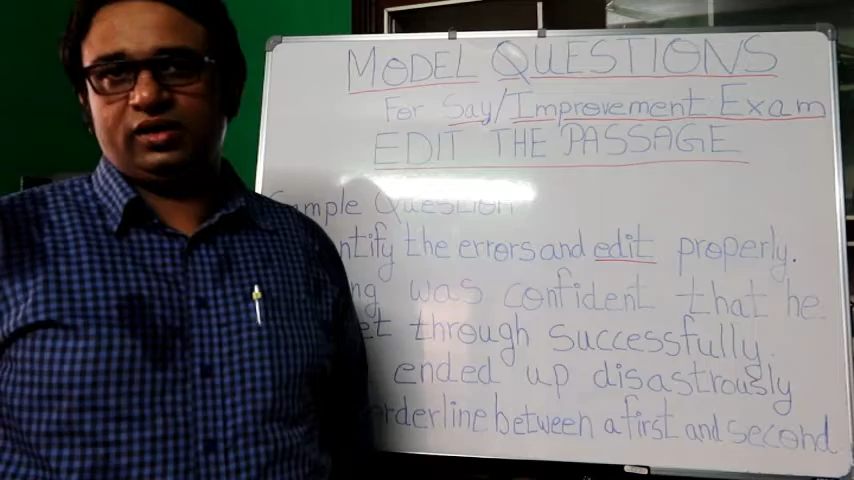 MODEL QUESTIONS
For Say/Improvement Exam
EDIT THE PASSAGE
Sample Question
the errors and edit properly.
was confident that he
through successfully.
ended up disastrously
borderline between a first and second